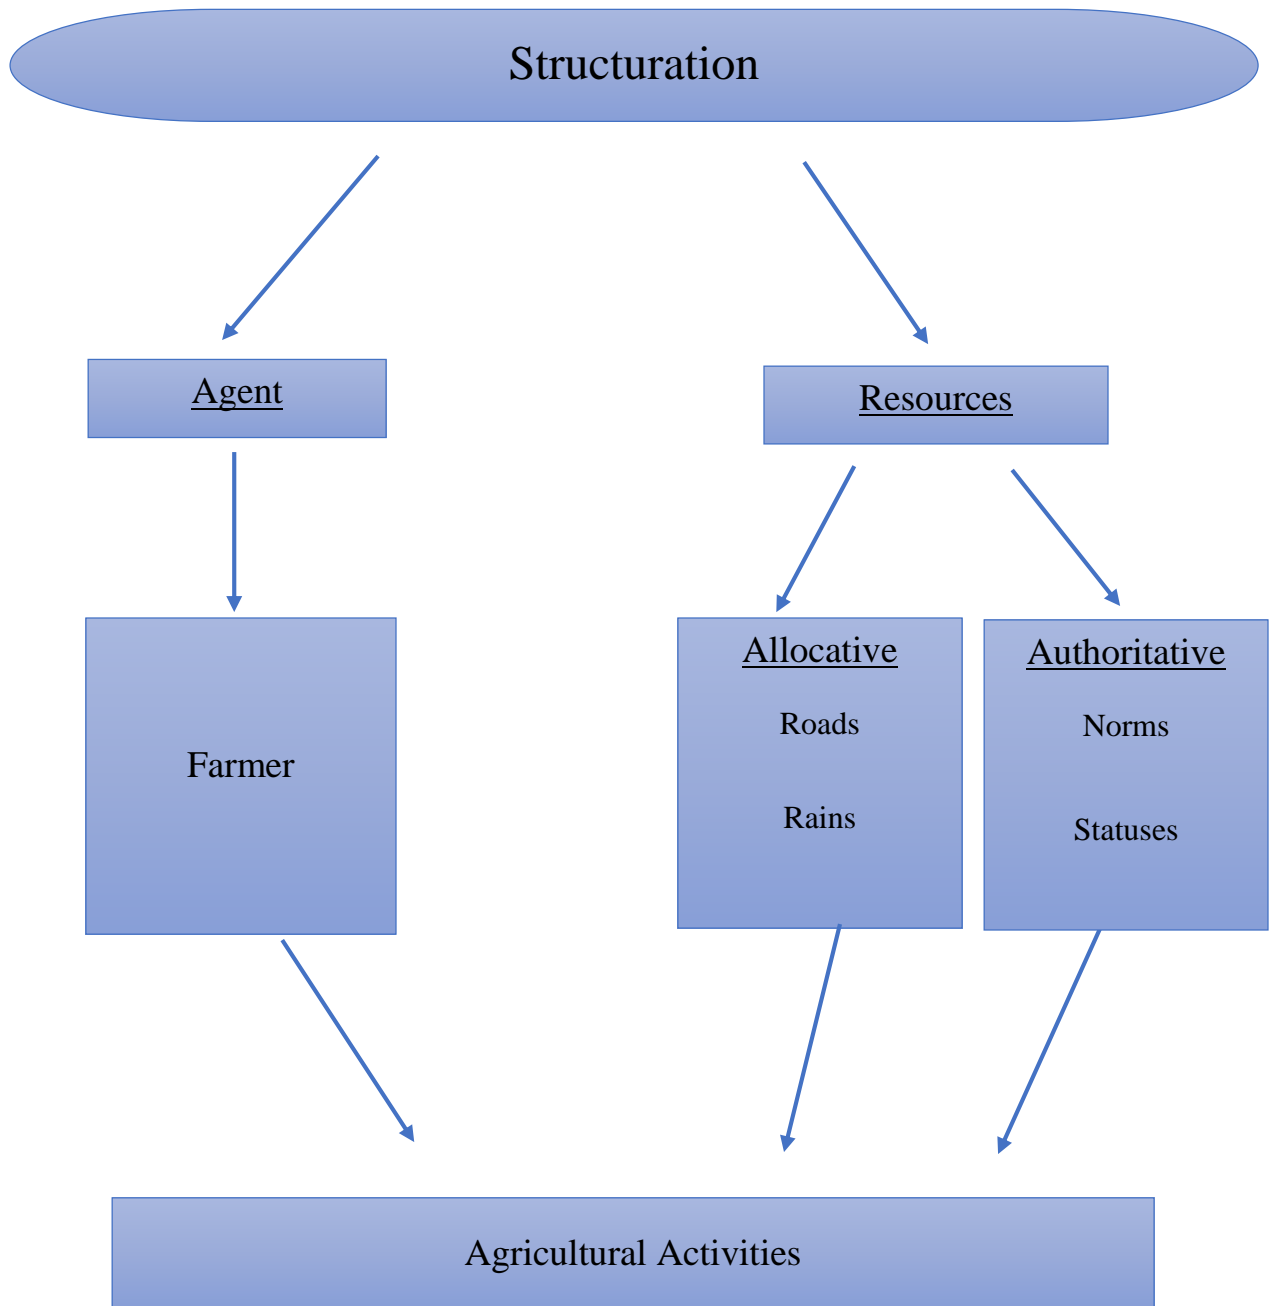 Structuration
Agent
Resources
Farmer
Allocative
Roads
Rains
Authoritative
Norms
Statuses
Agricultural Activities